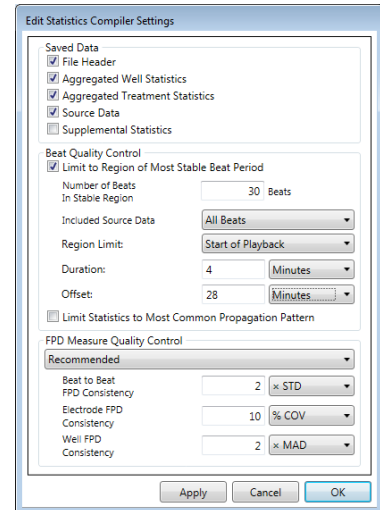 Edit Statistics Compiler Settings
Saved Data
File Header
Aggregated Well Statistics
Aggregated Treatment Statistics
Source Data
Supplemental Statistics
Beat Quality Control
Limit to Region of Most Stable Beat Period
Number of Beats
In Stable Region
30 Beats
Included Source Data All Beats
Region Limit: Start of Playback
Duration: 4 Minutes
Offset: 28 Minutes
Limit Statistics to Most Common Propagation Pattern
FPD Measure Quality Control
Recommended
Beat to Beat
FPD Consistency
2 × STD
Electrode FPD
Consistency
10 % COV
Well FPD
Consistency
2 × MAD
Apply Cancel OK